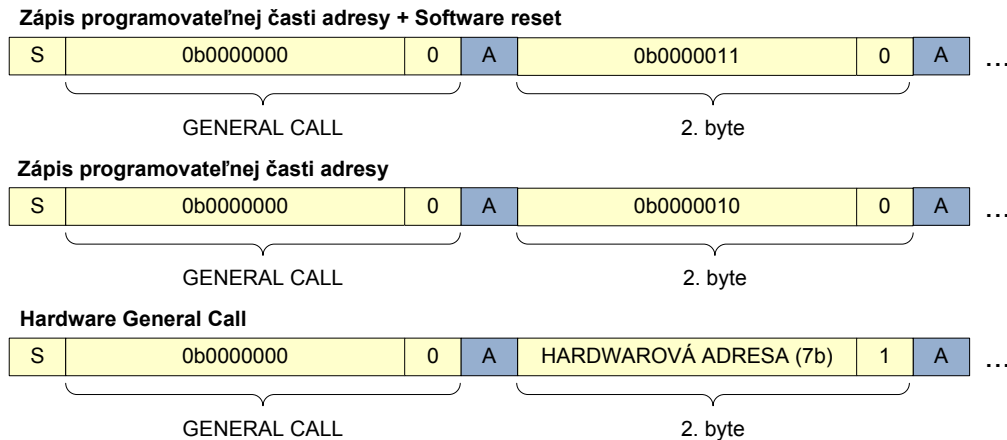 Zápis programovateľnej časti adresy + Software reset
S 0b0000000 0 A 0b0000011 0 A ...
GENERAL CALL 2. byte
Zápis programovateľnej časti adresy
S 0b0000000 0 A 0b0000010 0 A ...
GENERAL CALL 2. byte
Hardware General Call
S 0b0000000 0 A HARDWAROVÁ ADRESA (7b) 1 A ...
GENERAL CALL 2. byte